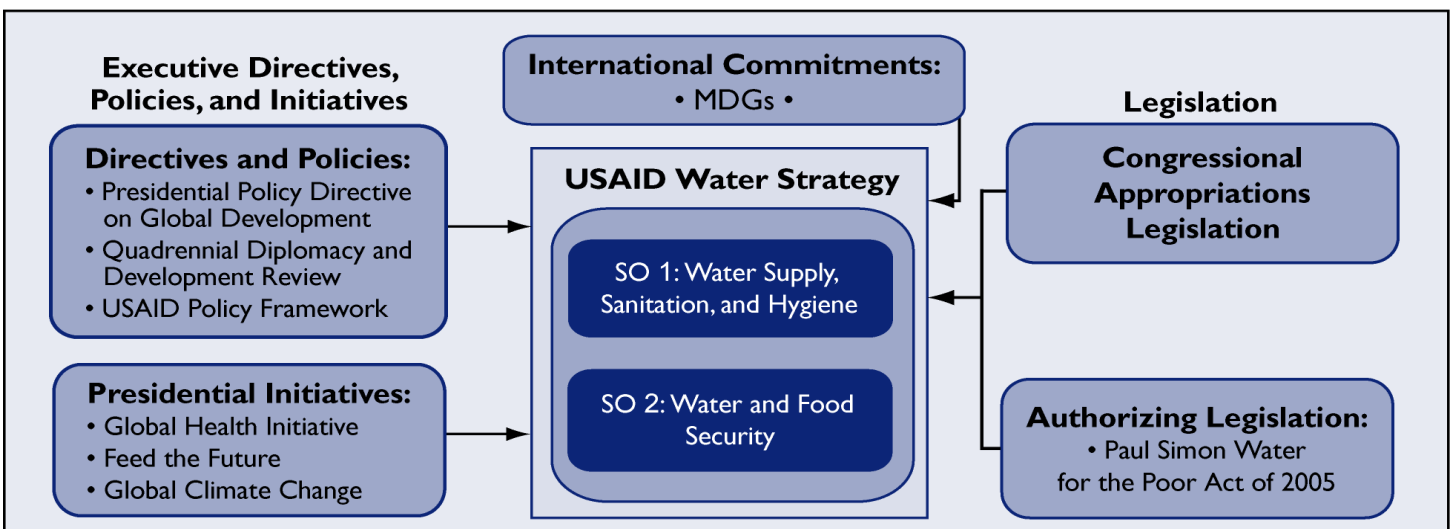 Executive Directives,
Policies, and Initiatives
Directives and Policies:
• Presidential Policy Directive
on Global Development
• Quadrennial Diplomacy and
Development Review
• USAID Policy Framework
Presidential Initiatives:
• Global Health Initiative
• Feed the Future
• Global Climate Change
International Commitments:
• MDGs •
USAID Water Strategy
SO 1: Water Supply,
Sanitation, and Hygiene
SO 2: Water and Food
Security
Legislation
Congressional
Appropriations
Legislation
Authorizing Legislation:
• Paul Simon Water
for the Poor Act of 2005